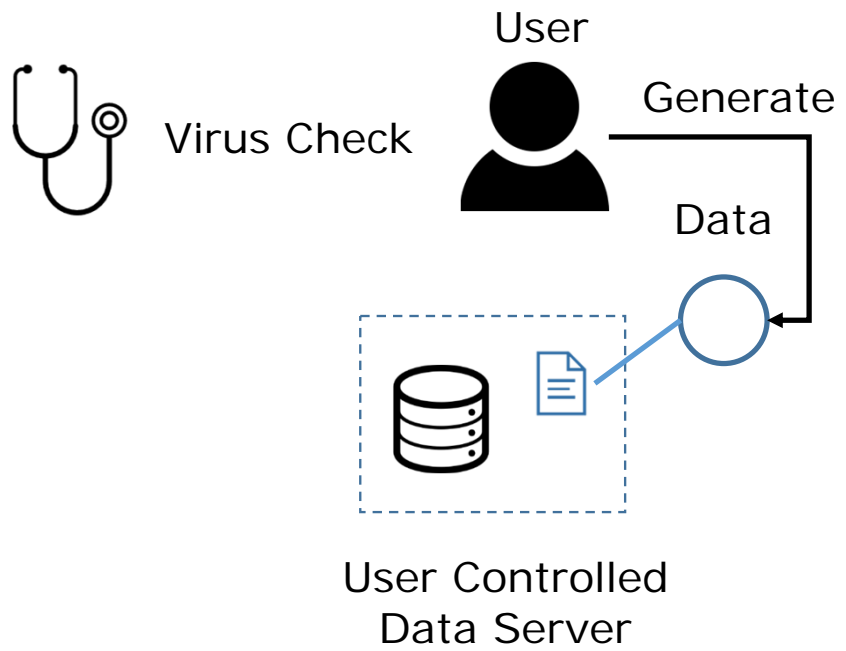 User
Generate
Virus Check
Data
User Controlled
Data Server